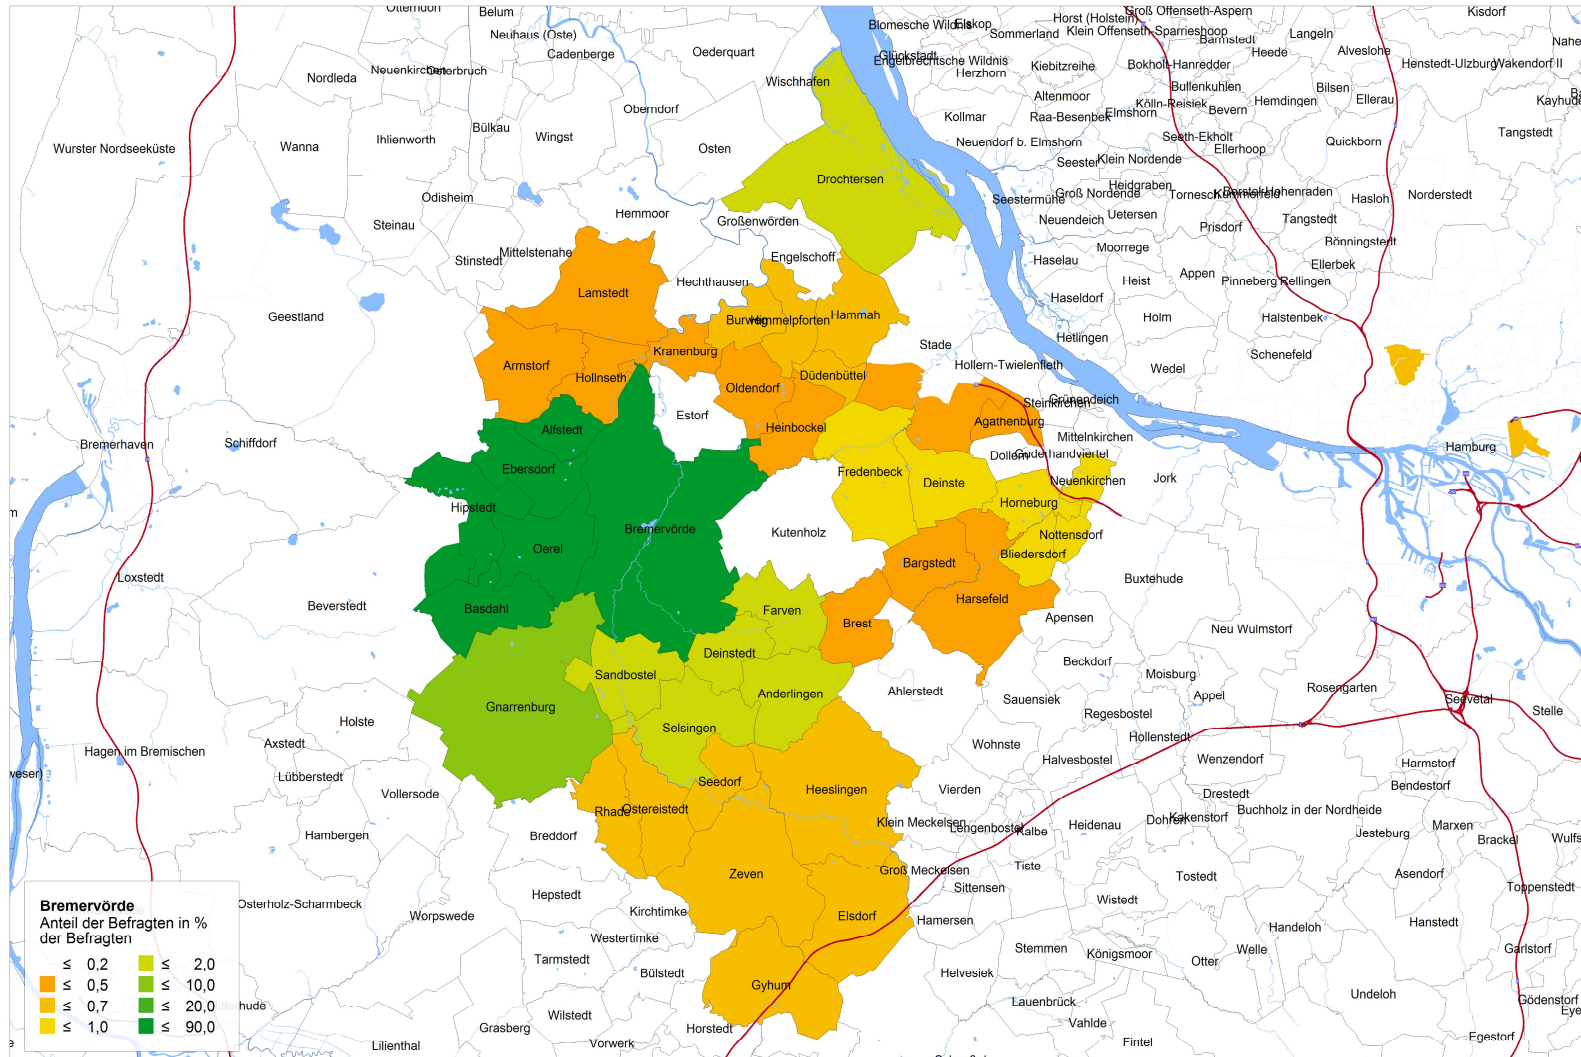 Otterndorf
Belum
Neuhaus (Oste)
Cadenberge
Oederquart
Blomesche Wildnis
Elskop
Sommerland
Horst (Holstein)
Groß Offenseth-Aspern
Klein Offenseth-Sparrieshoop
Barmstedt
Heede
Langeln
Alveslohe
Kisdorf
Nahe
Nordleda
Neuenkirchen
Osterbruch
Wischhafen
Glückstadt
Engelbrechtsche Wildnis
Herzhorn
Kiebitzreihe
Bokholt-Hanredder
Henstedt-Ulzburg
Wakendorf II
Bullenkuhlen
Bilsen
Ellerau
Kayhude
Oberndorf
Altenmoor
Kölln-Reisiek
Bevern
Hemdingen
Kollmar
Raa-Besenbek
Elmshorn
Wurster Nordseeküste
Wanna
Ihlienworth
Bülkau
Wingst
Osten
Neuendorf b. Elmshorn
Seeth-Ekholt
Ellerhoop
Quickborn
Tangstedt
Seester
Klein Nordende
Drochtersen
Odisheim
Seestermühe
Groß Nordende
Heidgraben
Tornesch
Kummerfeld
Borstel-Hohenraden
Hasloh
Norderstedt
Steinau
Hemmoor
Großenwörden
Neuendeich
Uetersen
Prisdorf
Tangstedt
Bönningstedt
Stinstedt
Mittelstenahe
Engelschoff
Haselau
Moorrege
Ellerbek
Hechthausen
Heist
Appen
Pinneberg
Rellingen
Lamstedt
Haseldorf
Geestland
Burweg
Himmelpforten
Hammah
Holm
Halstenbek
Stade
Hetlingen
Armstorf
Hollnseth
Kranenburg
Schenefeld
Hollern-Twielenfleth
Wedel
Oldendorf
Düdenbüttel
Steinkirchen
Grünendeich
Estorf
Heinbockel
Agathenburg
Alfstedt
Mittelnkirchen
Bremerhaven
Schiffdorf
Dollern
Guderhandviertel
Hamburg
Ebersdorf
Fredenbeck
Deinste
Neuenkirchen
Jork
Hipstedt
Horneburg
Bremervörde
Kutenholz
Nottensdorf
Oerel
Bliedersdorf
Bargstedt
Loxstedt
Buxtehude
Beverstedt
Basdahl
Farven
Harsefeld
Brest
Apensen
Neu Wulmstorf
Deinstedt
Beckdorf
Sandbostel
Moisburg
Anderlingen
Ahlerstedt
Sauensiek
Appel
Rosengarten
Seevetal
Gnarrenburg
Regesbostel
Stelle
Holste
Selsingen
Hollenstedt
Axstedt
Hagen im Bremischen
Wohnste
Halvesbostel
Wenzendorf
Harmstorf
Lübberstedt
Seedorf
Heeslingen
Vierden
Bendestorf
Vollersode
Drestedt
Rhade
Ostereistedt
Buchholz in der Nordheide
Dohren
Kakenstorf
Klein Meckelsen
Lengenbostel
Kalbe
Heidenau
Marxen
Jesteburg
Brackel
Wulfs
Hambergen
Breddorf
Zeven
Groß Meckelsen
Tiste
Tostedt
Asendorf
Toppenstedt
Hepstedt
Sittensen
Wistedt
Osterholz-Scharmbeck
Worpswede
Kirchtimke
Elsdorf
Hamersen
Handeloh
Hanstedt
Westertimke
Stemmen
Königsmoor
Otter
Welle
Garlstorf
Tarmstedt
Bülstedt
Helvesiek
Gyhum
Undeloh
Lauenbrück
Gödenstorf
Wilstedt
Vahlde
Eye
Grasberg
Horstedt
Vorwerk
Fintel
Egestorf
Lilienthal
Bremervörde
Anteil der Befragten in %
der Befragten
≤ 0,2 ≤ 2,0
≤ 0,5 ≤ 10,0
≤ 0,7 ≤ 20,0
≤ 1,0 ≤ 90,0